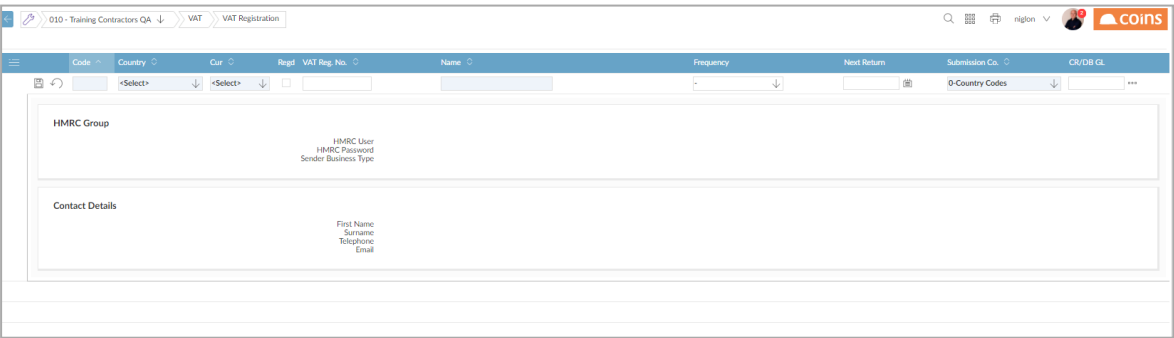 010 - Training Contractors QA VAT VAT Registration niglon 2 coins
Code Country Cur Regd VAT Reg. No. Name Frequency Next Return Submission Co. CR/DB GL
<Select> <Select> - 0-Country Codes
HMRC Group
HMRC User
HMRC Password
Sender Business Type
Contact Details
First Name
Surname
Telephone
Email